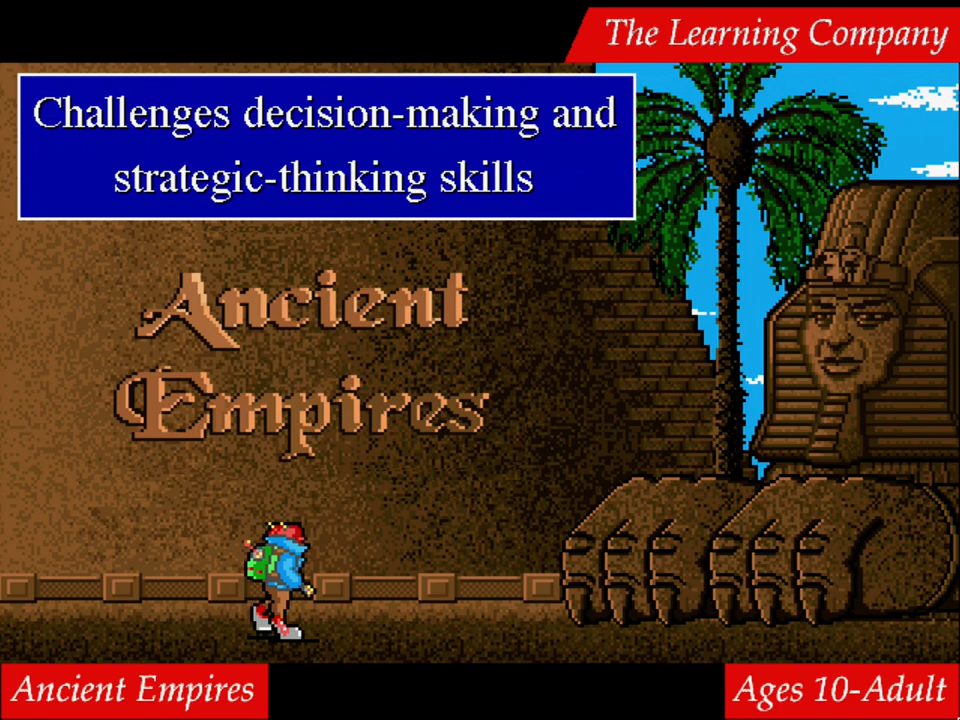 The Learning Company
Challenges decision-making and
strategic-thinking skills
Ancient
Empires
Ancient Empires
Ages 10-Adult